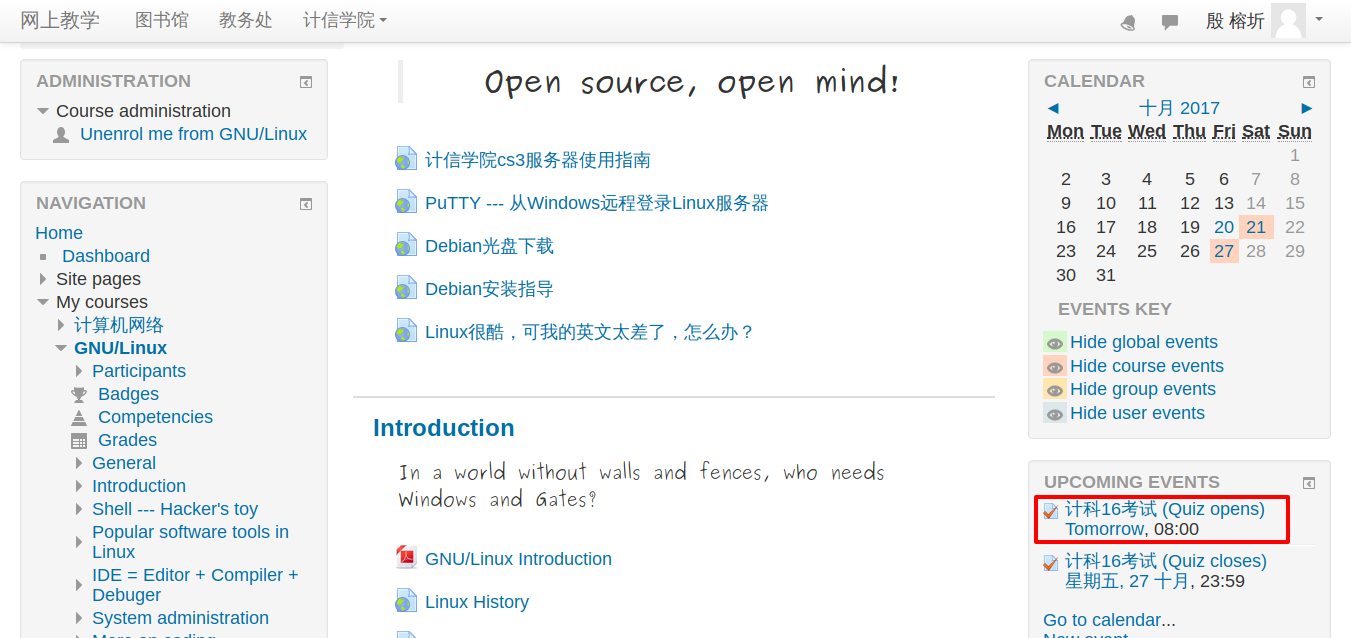 网上教学 图书馆 教务处 计信学院
殷 榕圻
ADMINISTRATION
Course administration
Unenrol me from GNU/Linux
NAVIGATION
Home
Dashboard
Site pages
My courses
计算机网络
GNU/Linux
Participants
Badges
Competencies
Grades
General
Introduction
Shell --- Hacker's toy
Popular software tools in
Linux
IDE = Editor + Compiler +
Debuger
System administration
More on coding
Open source, open mind!
计信学院cs3服务器使用指南
PuTTY --- 从Windows远程登录Linux服务器
Debian光盘下载
Debian安装指导
Linux很酷，可我的英文太差了，怎么办？
Introduction
In a world without walls and fences, who needs
Windows and Gates?
GNU/Linux Introduction
Linux History
CALENDAR
◄ 十月 2017 ►
Mon Tue Wed Thu Fri Sat Sun
1
2 3 4 5 6 7 8
9 10 11 12 13 14 15
16 17 18 19 20 21 22
23 24 25 26 27 28 29
30 31
EVENTS KEY
Hide global events
Hide course events
Hide group events
Hide user events
UPCOMING EVENTS
计科16考试 (Quiz opens)
Tomorrow, 08:00
计科16考试 (Quiz closes)
星期五, 27 十月, 23:59
Go to calendar...
New event